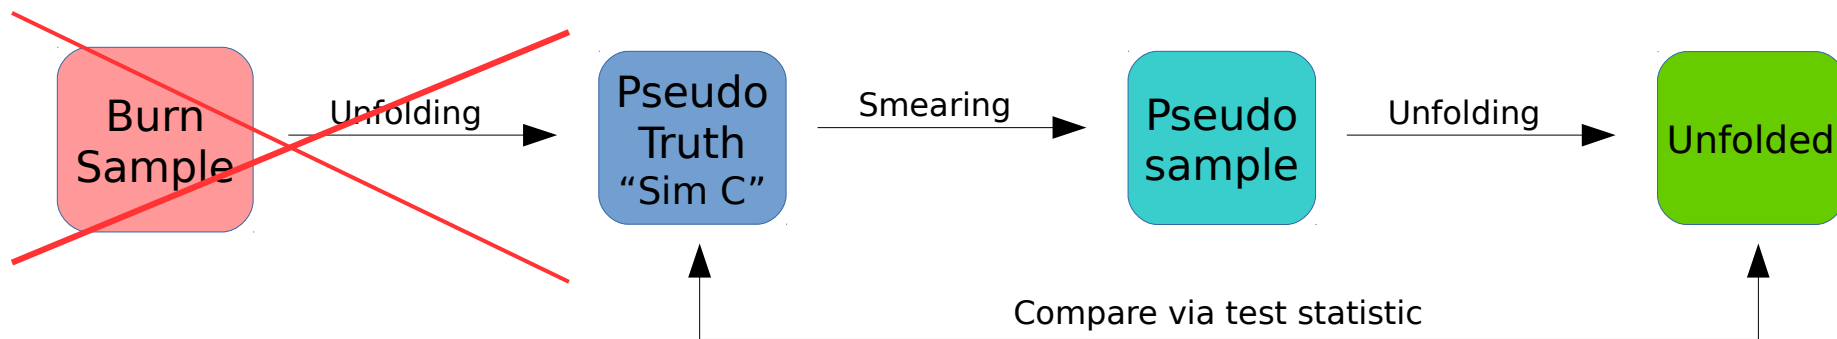 Burn
Sample
Unfolding
Pseudo
Truth
“Sim C”
Smearing
Pseudo
sample
Unfolding
Unfolded
Compare via test statistic